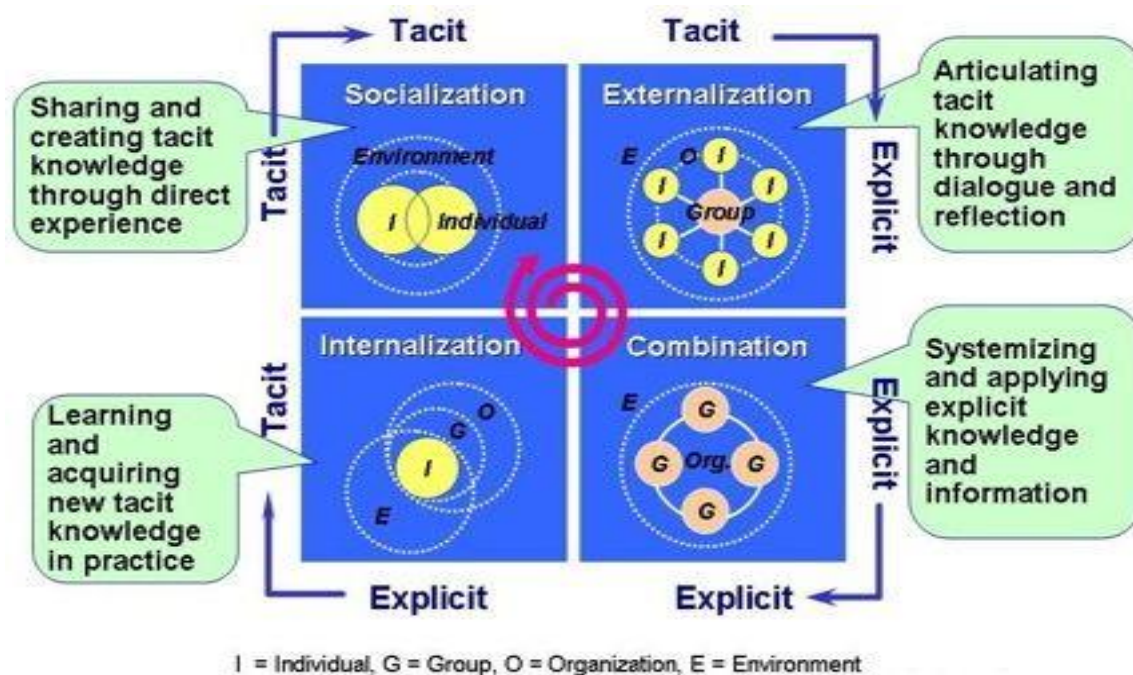 Tacit
Tacit
Sharing and
creating tacit
knowledge
through direct
experience
Tacit
Socialization
Environment
I
Individual
Externalization
E
O
I
I
I
Group
I
I
I
Explicit
Articulating
tacit
knowledge
through
dialogue and
reflection
Learning
and
acquiring
new tacit
knowledge
in practice
Tacit
Internalization
O
G
I
E
Combination
E
G
G
Org.
G
G
Explicit
Systemizing
and applying
explicit
knowledge
and
information
Explicit
Explicit
I = Individual, G = Group, O = Organization, E = Environment